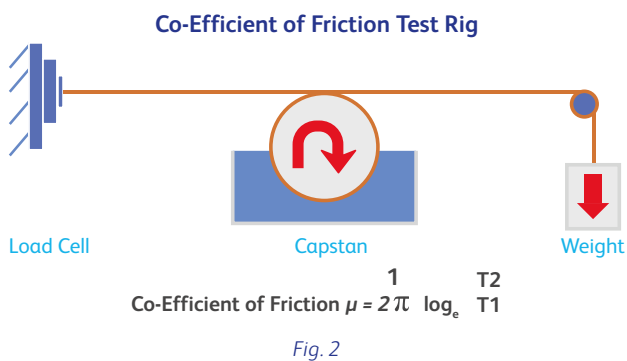 Co-Efficient of Friction Test Rig
Load Cell
Capstan
Weight
1 T2
Co-Efficient of Friction μ = 2π logₑ T1
Fig. 2